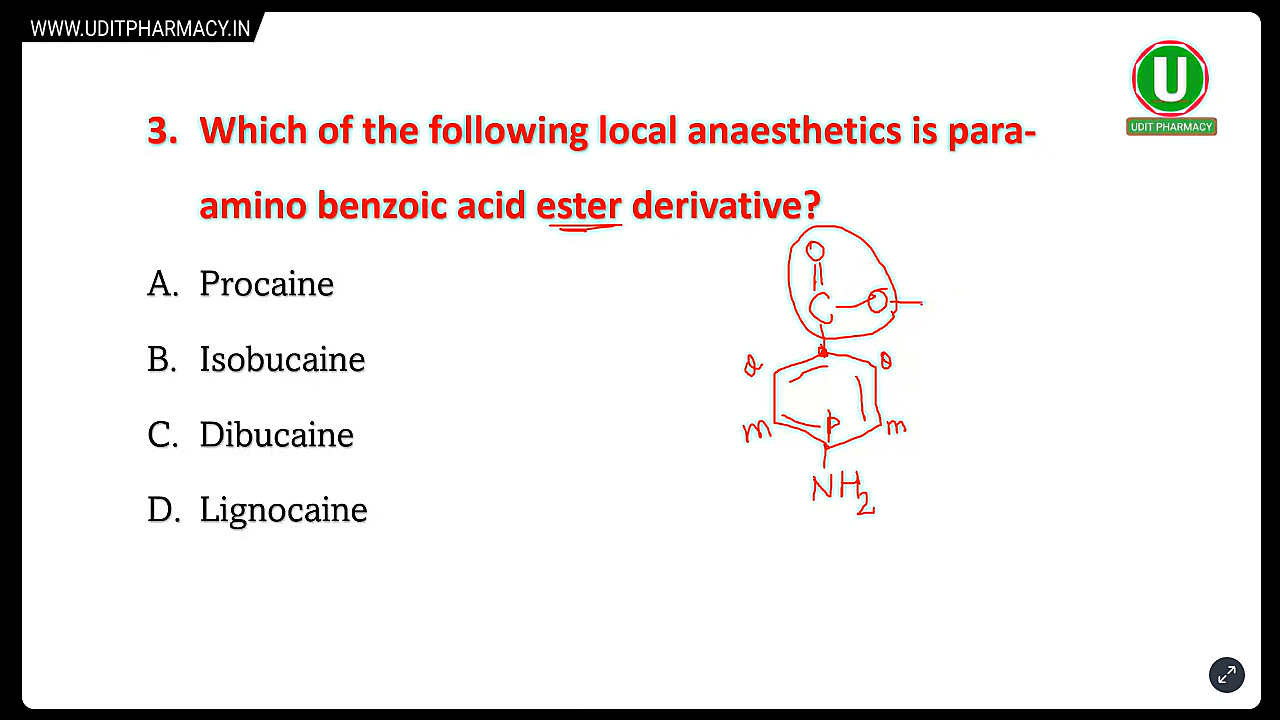 WWW.UDITPHARMACY.IN
U
UDIT PHARMACY
3. Which of the following local anaesthetics is para-
amino benzoic acid ester derivative?
A. Procaine
B. Isobucaine
C. Dibucaine
D. Lignocaine
O
C O
o o
m P m
NH2